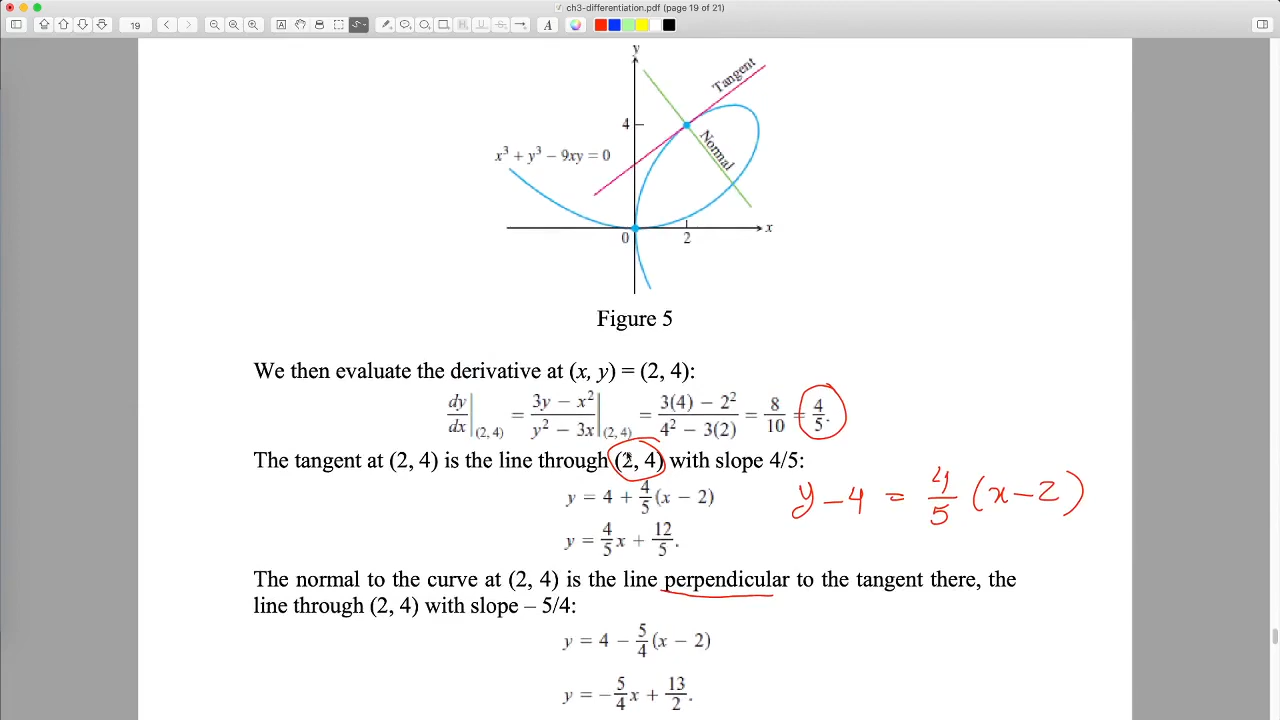 ch3-differentiation.pdf (page 19 of 21)
19
y
Tangent
4
Normal
x³ + y³ − 9xy = 0
0
2
x
Figure 5
We then evaluate the derivative at (x, y) = (2, 4):
dy/dx |(2, 4) = 3y − x² / y² − 3x |(2, 4) = 3(4) − 2² / 4² − 3(2) = 8/10 = 4/5.
The tangent at (2, 4) is the line through (2, 4) with slope 4/5:
y = 4 + 4/5 (x − 2)
y − 4 = 4/5 (x − 2)
y = 4/5 x + 12/5.
The normal to the curve at (2, 4) is the line perpendicular to the tangent there, the
line through (2, 4) with slope – 5/4:
y = 4 − 5/4 (x − 2)
y = − 5/4 x + 13/2.